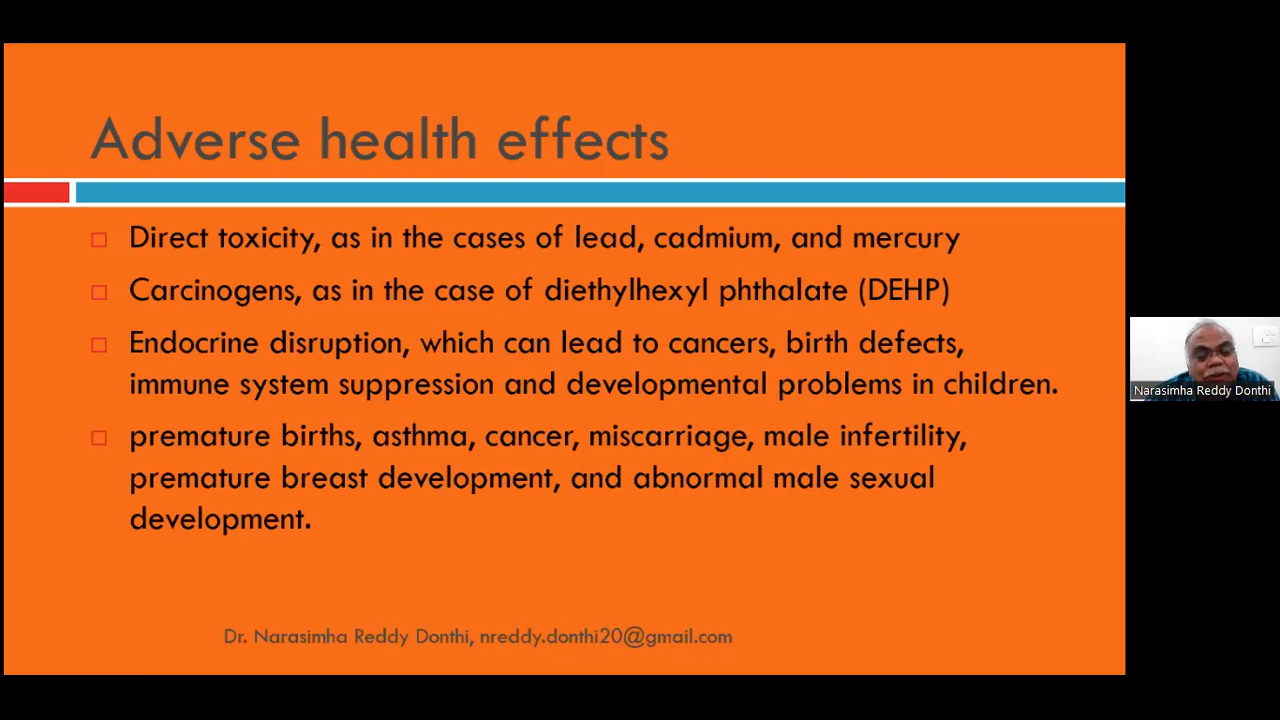 Adverse health effects
Direct toxicity, as in the cases of lead, cadmium, and mercury
Carcinogens, as in the case of diethylhexyl phthalate (DEHP)
Endocrine disruption, which can lead to cancers, birth defects,
immune system suppression and developmental problems in children.
premature births, asthma, cancer, miscarriage, male infertility,
premature breast development, and abnormal male sexual
development.
Dr. Narasimha Reddy Donthi, nreddy.donthi20@gmail.com
Narasimha Reddy Donthi